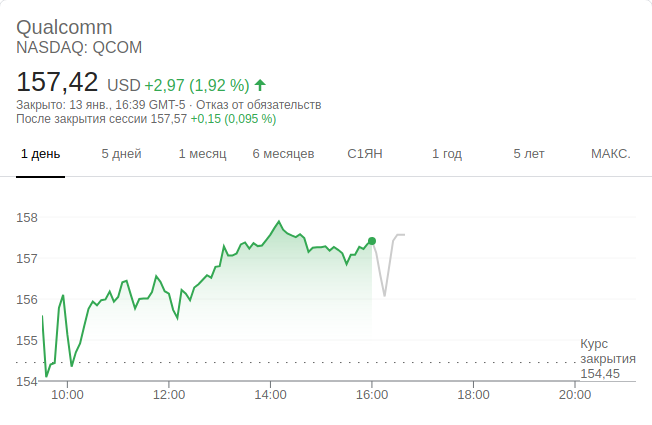 Qualcomm
NASDAQ: QCOM
157,42 USD +2,97 (1,92 %)
Закрыто: 13 янв., 16:39 GMT-5 · Отказ от обязательств
После закрытия сессии 157,57 +0,15 (0,095 %)
1 день 5 дней 1 месяц 6 месяцев С1ЯН 1 год 5 лет МАКС.
158
157
156
155
154
Курс
закрытия
154,45
10:00 12:00 14:00 16:00 18:00 20:00